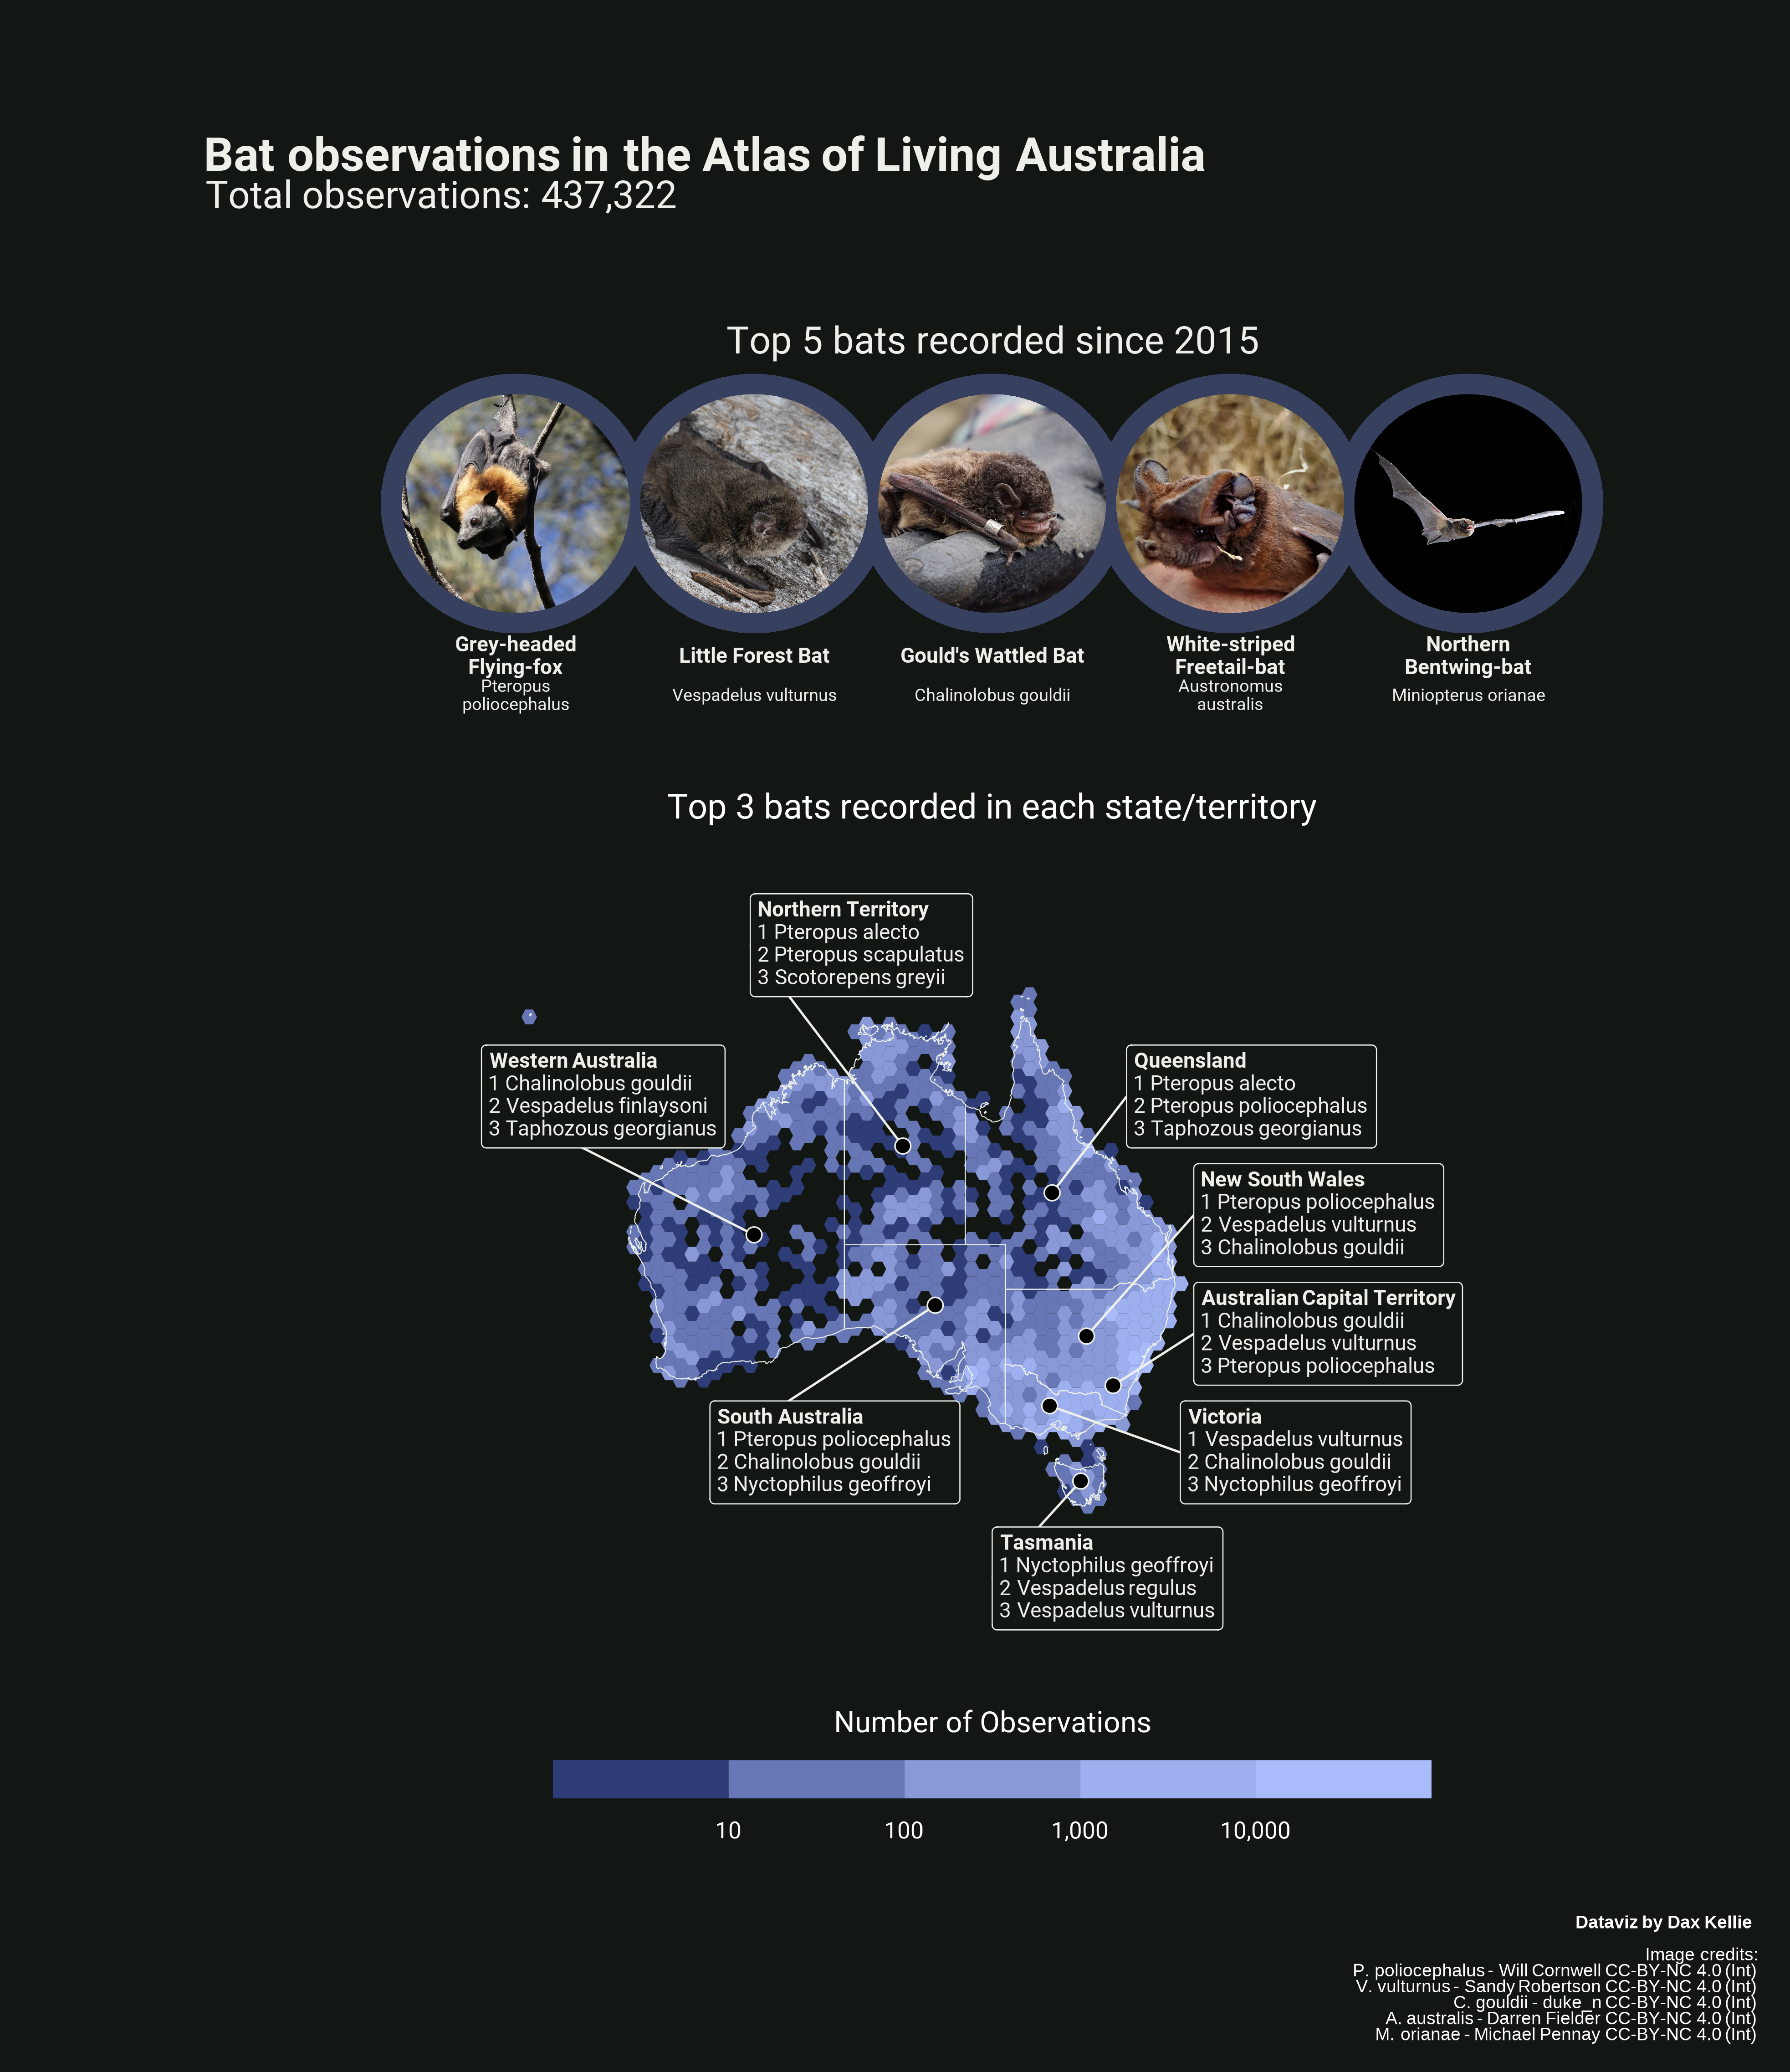 Bat observations in the Atlas of Living Australia
Total observations: 437,322
Top 5 bats recorded since 2015
Grey-headed
Flying-fox
Pteropus
poliocephalus
Little Forest Bat
Vespadelus vulturnus
Gould's Wattled Bat
Chalinolobus gouldii
White-striped
Freetail-bat
Austronomus
australis
Northern
Bentwing-bat
Miniopterus orianae
Top 3 bats recorded in each state/territory
Northern Territory
1 Pteropus alecto
2 Pteropus scapulatus
3 Scotorepens greyii
Western Australia
1 Chalinolobus gouldii
2 Vespadelus finlaysoni
3 Taphozous georgianus
Queensland
1 Pteropus alecto
2 Pteropus poliocephalus
3 Taphozous georgianus
New South Wales
1 Pteropus poliocephalus
2 Vespadelus vulturnus
3 Chalinolobus gouldii
Australian Capital Territory
1 Chalinolobus gouldii
2 Vespadelus vulturnus
3 Pteropus poliocephalus
South Australia
1 Pteropus poliocephalus
2 Chalinolobus gouldii
3 Nyctophilus geoffroyi
Victoria
1 Vespadelus vulturnus
2 Chalinolobus gouldii
3 Nyctophilus geoffroyi
Tasmania
1 Nyctophilus geoffroyi
2 Vespadelus regulus
3 Vespadelus vulturnus
Number of Observations
10 100 1,000 10,000
Dataviz by Dax Kellie
Image credits:
P. poliocephalus - Will Cornwell CC-BY-NC 4.0 (Int)
V. vulturnus - Sandy Robertson CC-BY-NC 4.0 (Int)
C. gouldii - duke_n CC-BY-NC 4.0 (Int)
A. australis - Darren Fielder CC-BY-NC 4.0 (Int)
M. orianae - Michael Pennay CC-BY-NC 4.0 (Int)